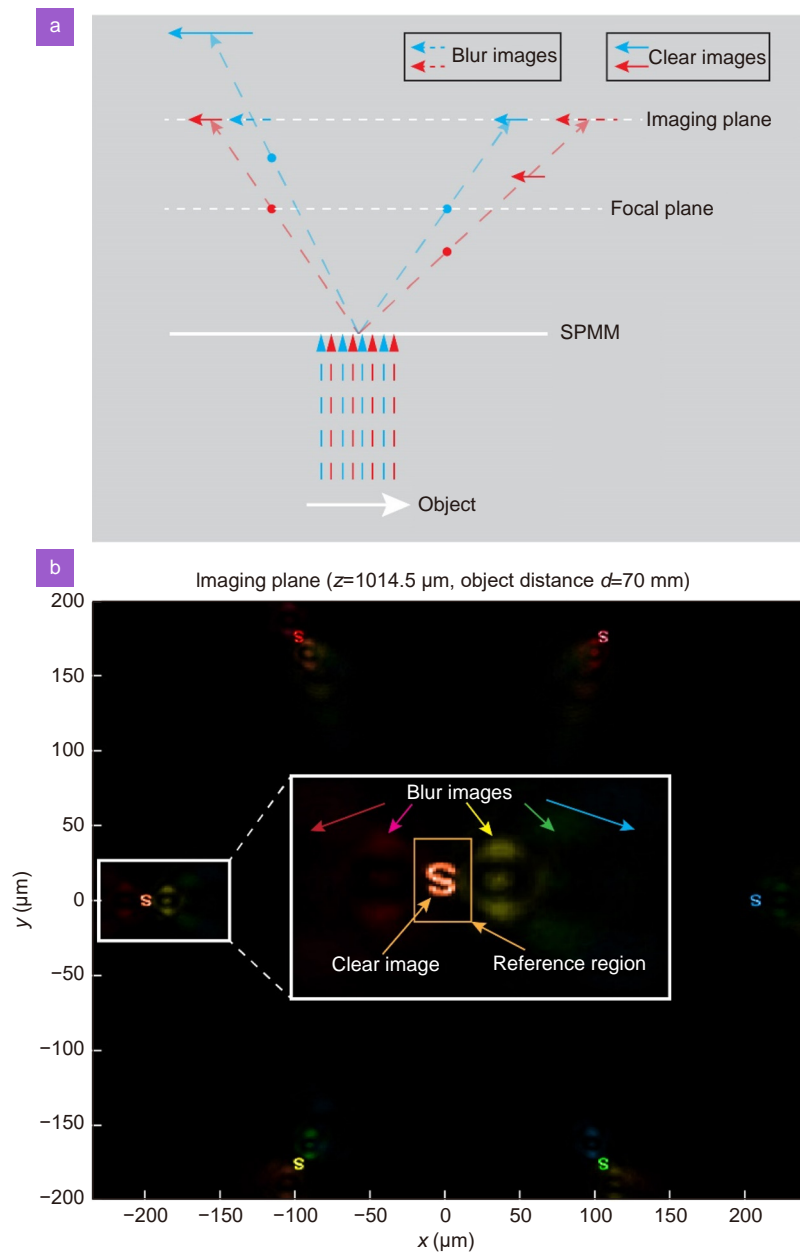 a
Blur images
Clear images
Imaging plane
Focal plane
SPMM
Object
b
Imaging plane (z=1014.5 μm, object distance d=70 mm)
200
150
100
50
0
−50
−100
−150
−200
y (μm)
Blur images
Clear image
Reference region
S
S
S
S
S
S
S
−200
−150
−100
−50
0
50
100
150
200
x (μm)